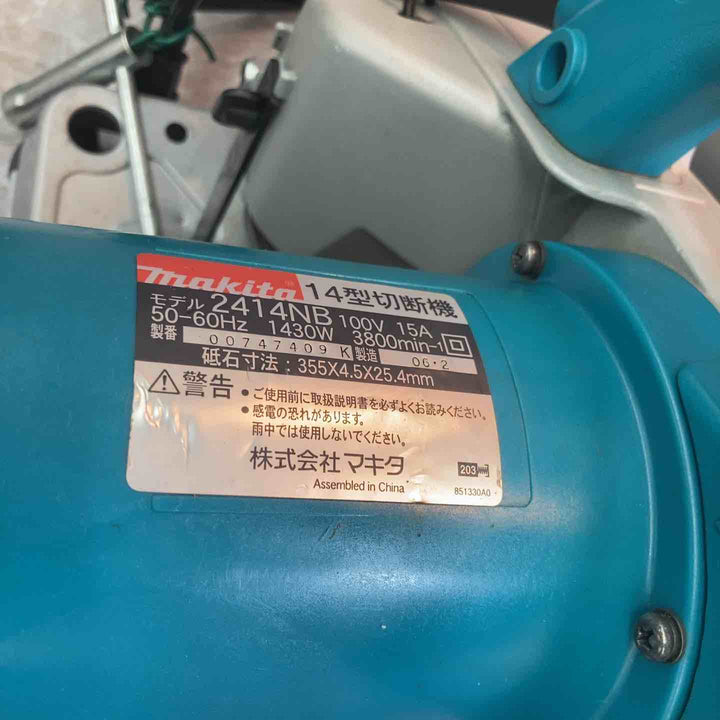 makita 14型切断機
モデル 2414NB 100V 15A
50~60Hz 1430W 3800min-1
製番 00747409 K 製造 06・2
砥石寸法：355X4.5X25.4mm
警告
・ご使用前に取扱説明書を必ずよくお読みください。
・感電の恐れがあります。
雨中では使用しないでください。
株式会社マキタ
Assembled in China
203
851330A0